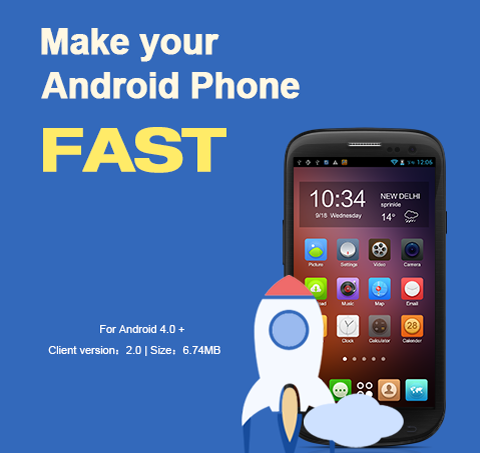 Make your
Android Phone
FAST
12:06
10:34
9/18 Wednesday
NEW DELHI
sprinkle
14°
Picture
Settings
Video
Camera
Music
Map
Email
Clock
Calculator
28
Calendar
For Android 4.0 +
Client version：2.0 | Size：6.74MB